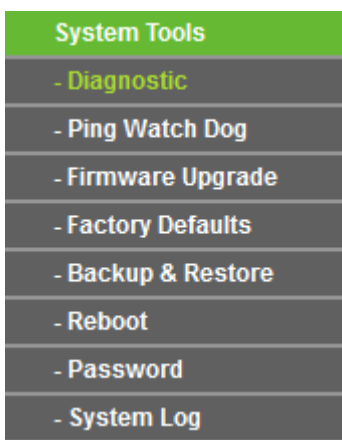 System Tools
- Diagnostic
- Ping Watch Dog
- Firmware Upgrade
- Factory Defaults
- Backup & Restore
- Reboot
- Password
- System Log